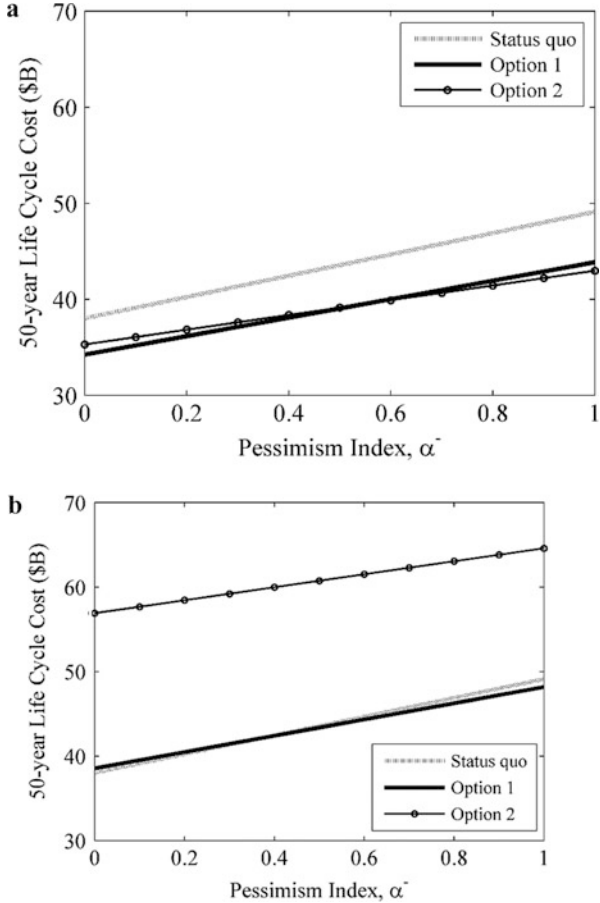 a
Status quo
Option 1
Option 2
50-year Life Cycle Cost ($B)
70
60
50
40
30
0 0.2 0.4 0.6 0.8 1
Pessimism Index, α⁻
b
50-year Life Cycle Cost ($B)
70
60
50
40
30
Status quo
Option 1
Option 2
0 0.2 0.4 0.6 0.8 1
Pessimism Index, α⁻